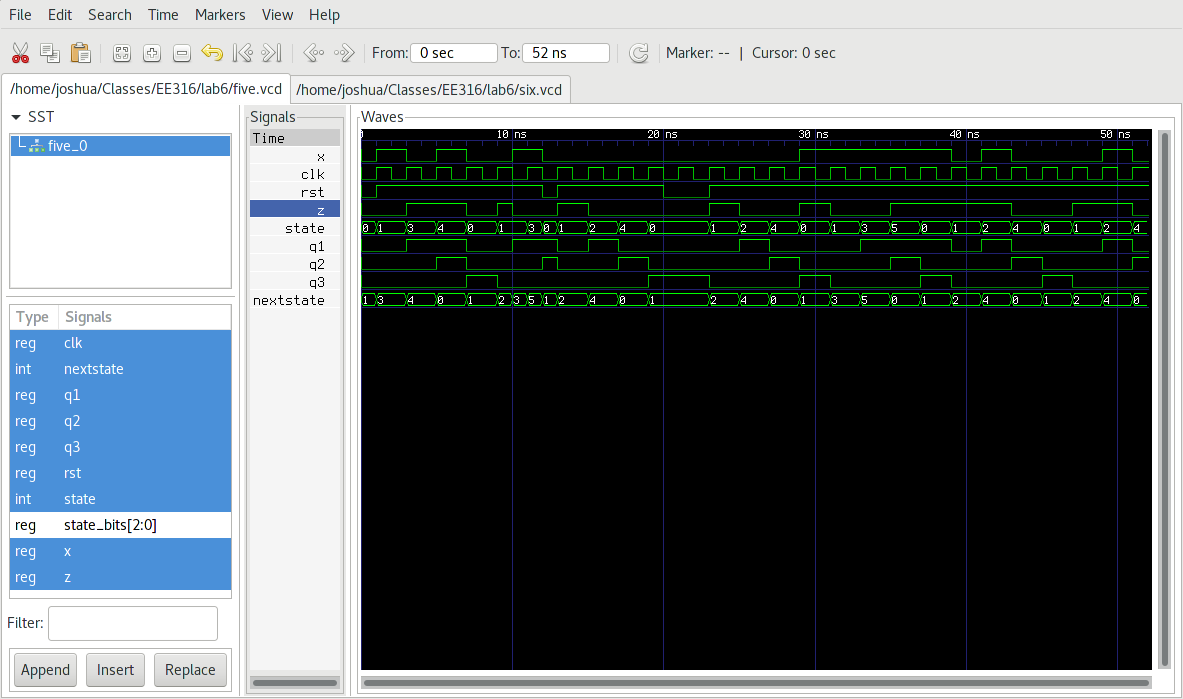 File Edit Search Time Markers View Help
From: 0 sec To: 52 ns Marker: -- | Cursor: 0 sec
/home/joshua/Classes/EE316/lab6/five.vcd /home/joshua/Classes/EE316/lab6/six.vcd
SST
five_0
Type Signals
reg clk
int nextstate
reg q1
reg q2
reg q3
reg rst
int state
reg state_bits[2:0]
reg x
reg z
Filter:
Append Insert Replace
Signals
Time
x
clk
rst
z
state
q1
q2
q3
nextstate
Waves
10 ns 20 ns 30 ns 40 ns 50 ns
0 1 3 4 0 1 3 0 1 2 4 0 1 2 4 0 1 3 5 0 1 2 4 0 1 2 4
1 3 4 0 1 2 3 5 1 2 4 0 1 2 4 0 1 3 5 0 1 2 4 0 1 2 4 0